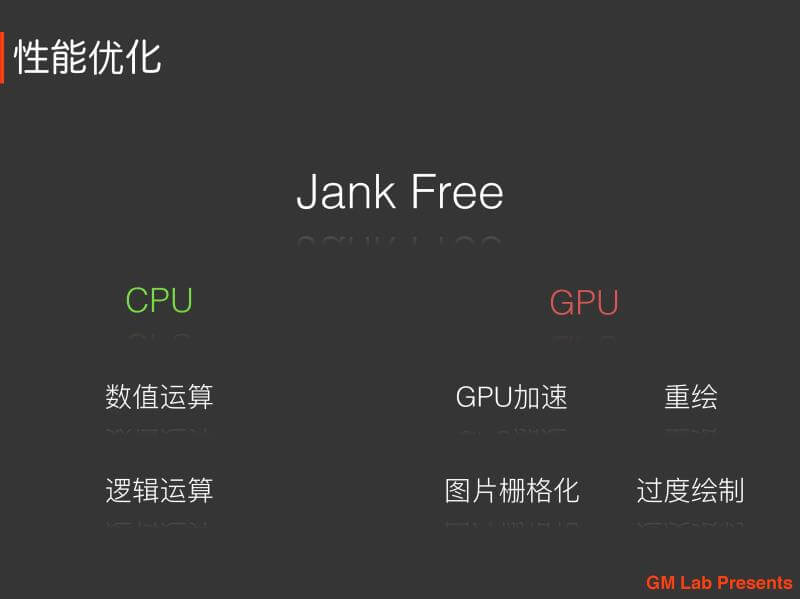 性能优化
Jank Free
CPU
GPU
数值运算
GPU加速
重绘
逻辑运算
图片栅格化
过度绘制
GM Lab Presents